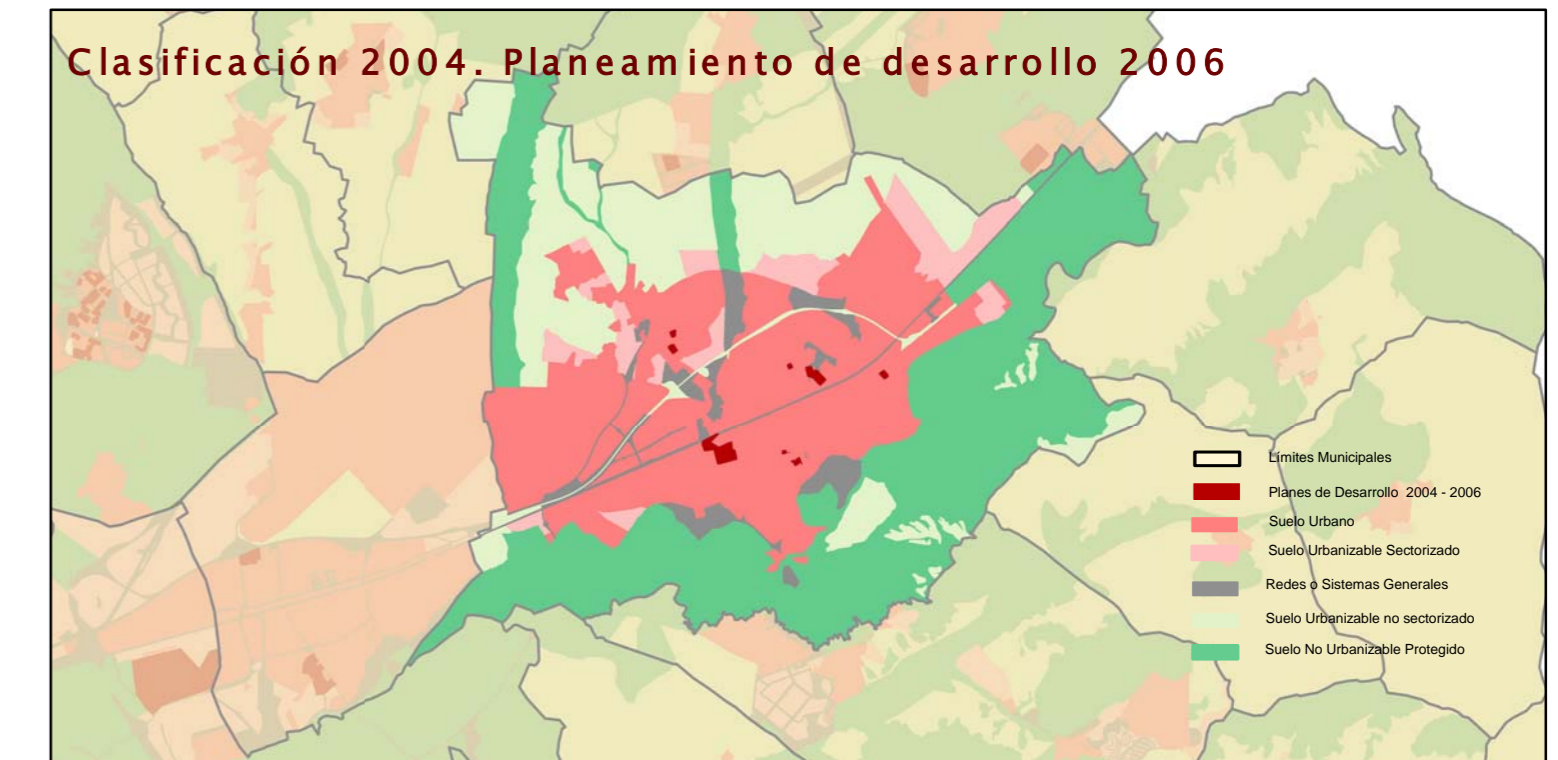 Clasificación 2004. Planeamiento de desarrollo 2006
Límites Municipales
Planes de Desarrollo 2004 - 2006
Suelo Urbano
Suelo Urbanizable Sectorizado
Redes o Sistemas Generales
Suelo Urbanizable no sectorizado
Suelo No Urbanizable Protegido